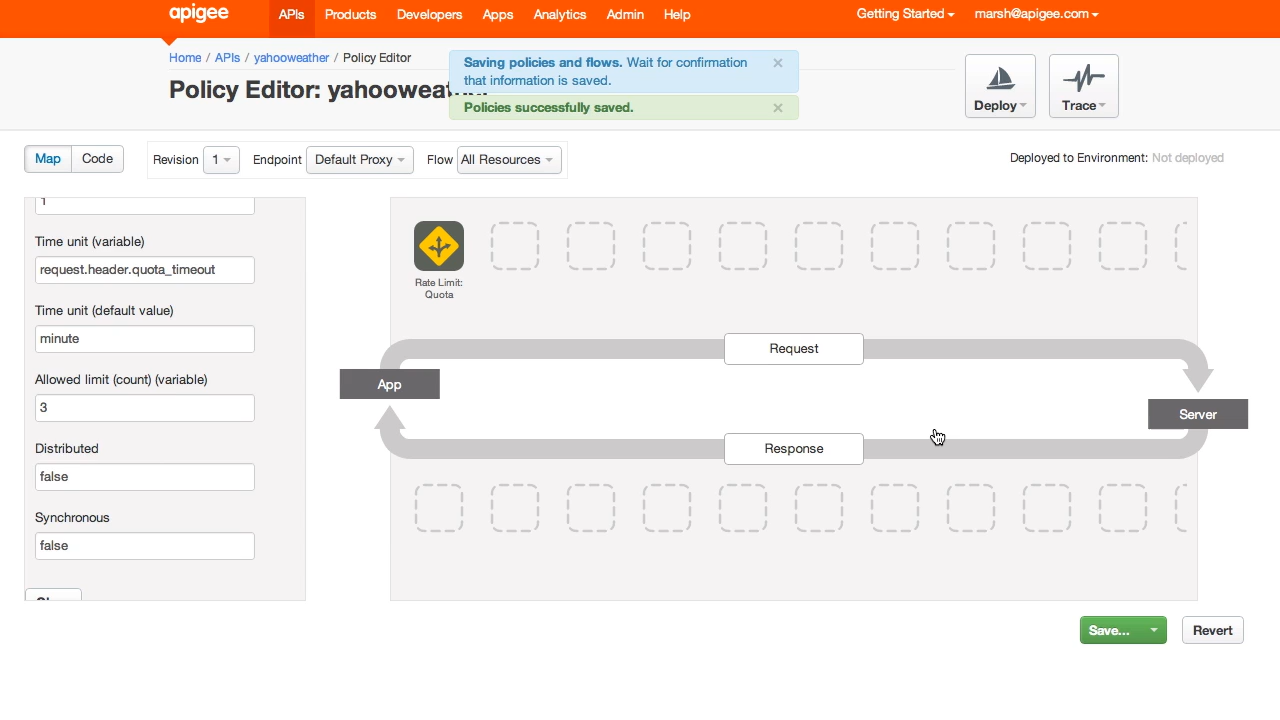 apigee
APIs Products Developers Apps Analytics Admin Help
Getting Started marsh@apigee.com
Home / APIs / yahooweather / Policy Editor
Policy Editor: yahooweather
Saving policies and flows. Wait for confirmation
that information is saved.
Policies successfully saved.
Deploy
Trace
Map Code
Revision 1 Endpoint Default Proxy Flow All Resources
Deployed to Environment: Not deployed
1
Time unit (variable)
request.header.quota_timeout
Time unit (default value)
minute
Allowed limit (count) (variable)
3
Distributed
false
Synchronous
false
Rate Limit:
Quota
Request
App
Server
Response
Save...
Revert